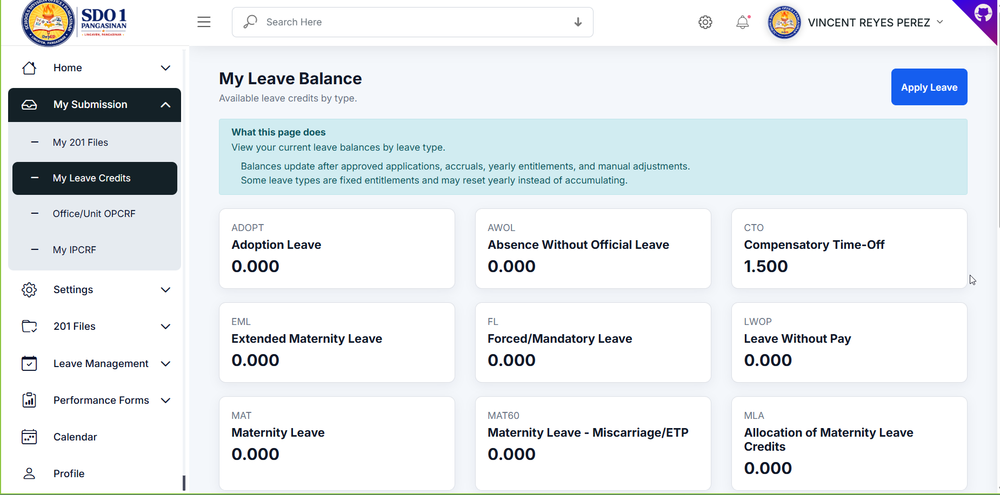 SCHOOLS DIVISION OFFICE I PANGASINAN
DepED
LINGAYEN, PANGASINAN
SDO 1
PANGASINAN
LINGAYEN, PANGASINAN
Search Here
VINCENT REYES PEREZ
Home
My Submission
My 201 Files
My Leave Credits
Office/Unit OPCRF
My IPCRF
Settings
201 Files
Leave Management
Performance Forms
Calendar
Profile
My Leave Balance
Available leave credits by type.
Apply Leave
What this page does
View your current leave balances by leave type.
Balances update after approved applications, accruals, yearly entitlements, and manual adjustments.
Some leave types are fixed entitlements and may reset yearly instead of accumulating.
ADOPT
Adoption Leave
0.000
AWOL
Absence Without Official Leave
0.000
CTO
Compensatory Time-Off
1.500
EML
Extended Maternity Leave
0.000
FL
Forced/Mandatory Leave
0.000
LWOP
Leave Without Pay
0.000
MAT
Maternity Leave
0.000
MAT60
Maternity Leave - Miscarriage/ETP
0.000
MLA
Allocation of Maternity Leave
Credits
0.000